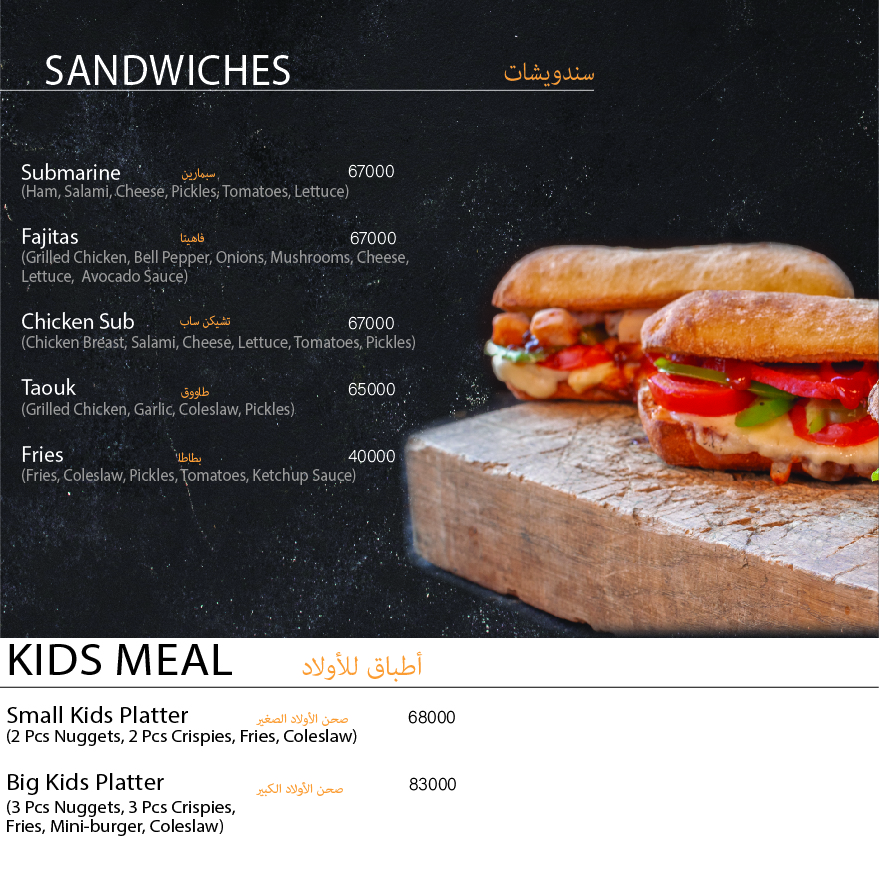 SANDWICHES سندويشات
Submarine سبمارين 67000
(Ham, Salami, Cheese, Pickles, Tomatoes, Lettuce)
Fajitas فاهيتا 67000
(Grilled Chicken, Bell Pepper, Onions, Mushrooms, Cheese,
Lettuce, Avocado Sauce)
Chicken Sub تشيكن ساب 67000
(Chicken Breast, Salami, Cheese, Lettuce, Tomatoes, Pickles)
Taouk طاووق 65000
(Grilled Chicken, Garlic, Coleslaw, Pickles)
Fries بطاطا 40000
(Fries, Coleslaw, Pickles, Tomatoes, Ketchup Sauce)
KIDS MEAL أطباق للأولاد
Small Kids Platter صحن الأولاد الصغير 68000
(2 Pcs Nuggets, 2 Pcs Crispies, Fries, Coleslaw)
Big Kids Platter صحن الأولاد الكبير 83000
(3 Pcs Nuggets, 3 Pcs Crispies,
Fries, Mini-burger, Coleslaw)